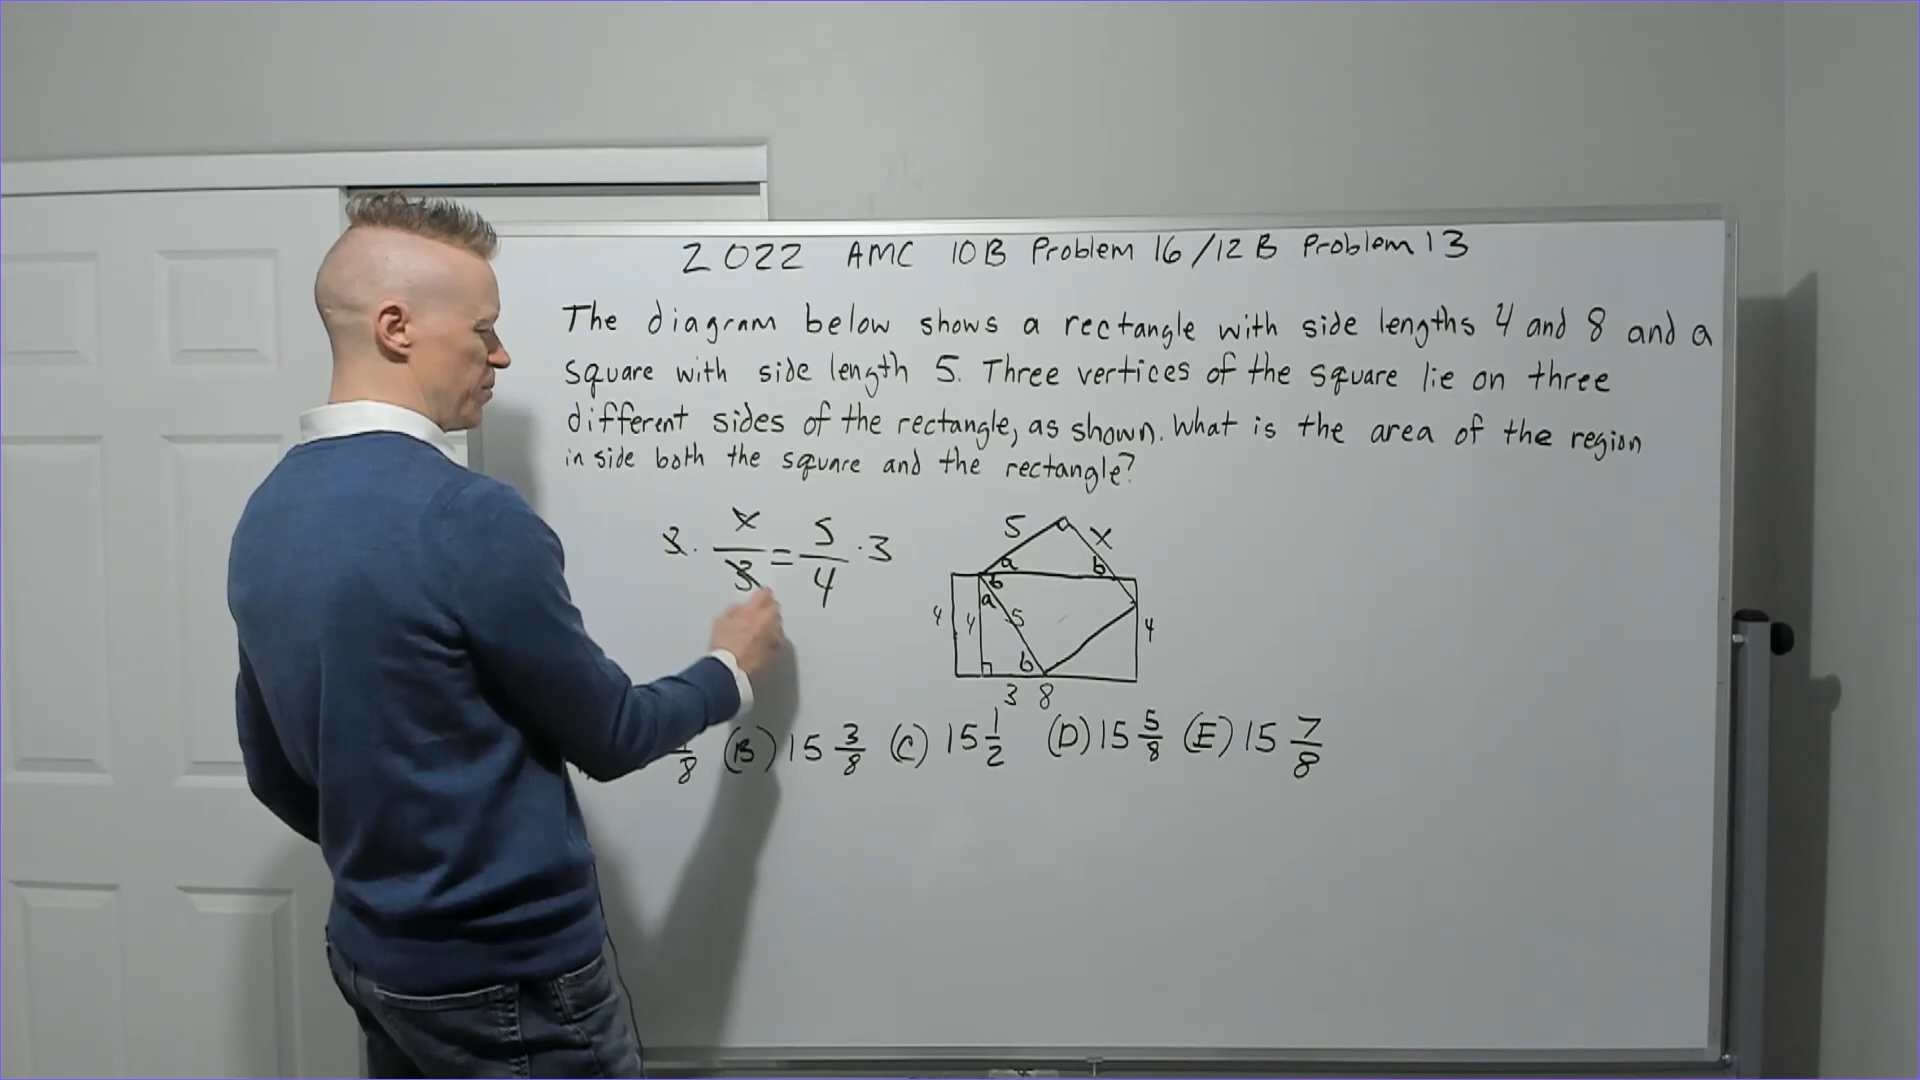 2022 AMC 10B Problem 16/12B Problem 13
The diagram below shows a rectangle with side lengths 4 and 8 and a
square with side length 5. Three vertices of the square lie on three
different sides of the rectangle, as shown. What is the area of the region
inside both the square and the rectangle?
3 · x/3 = 5/4 · 3
5 x
a b
b
a
4 4 5 4
b
3 8
8 (B) 15 3/8 (C) 15 1/2 (D) 15 5/8 (E) 15 7/8